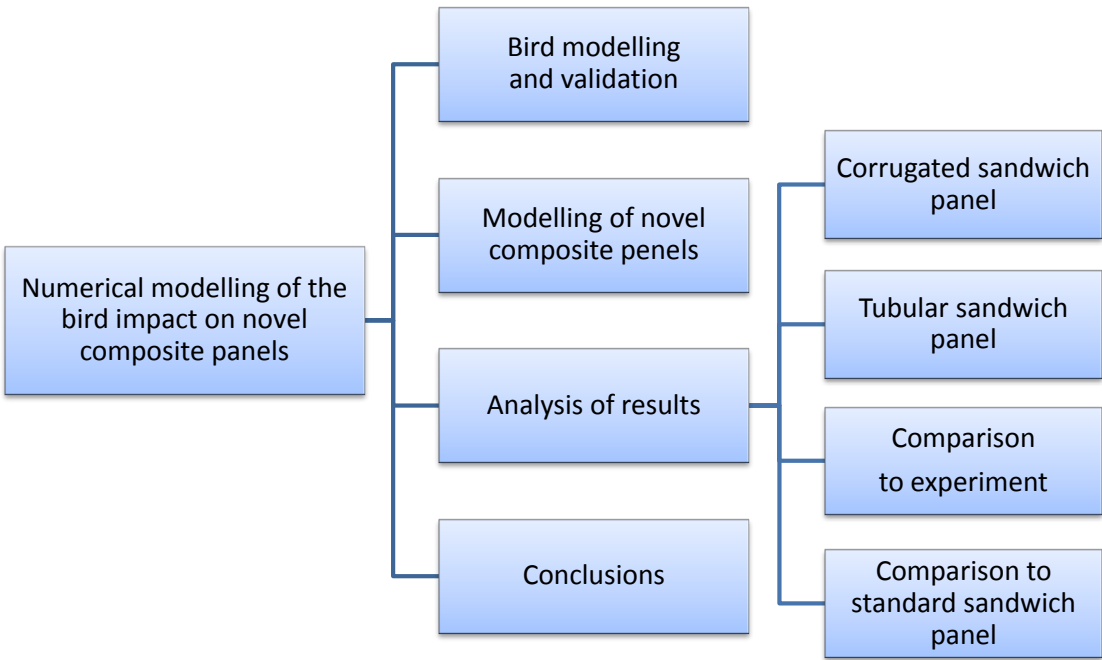 Numerical modelling of the
bird impact on novel
composite panels
Bird modelling
and validation
Modelling of novel
composite penels
Analysis of results
Conclusions
Corrugated sandwich
panel
Tubular sandwich
panel
Comparison
to experiment
Comparison to
standard sandwich
panel